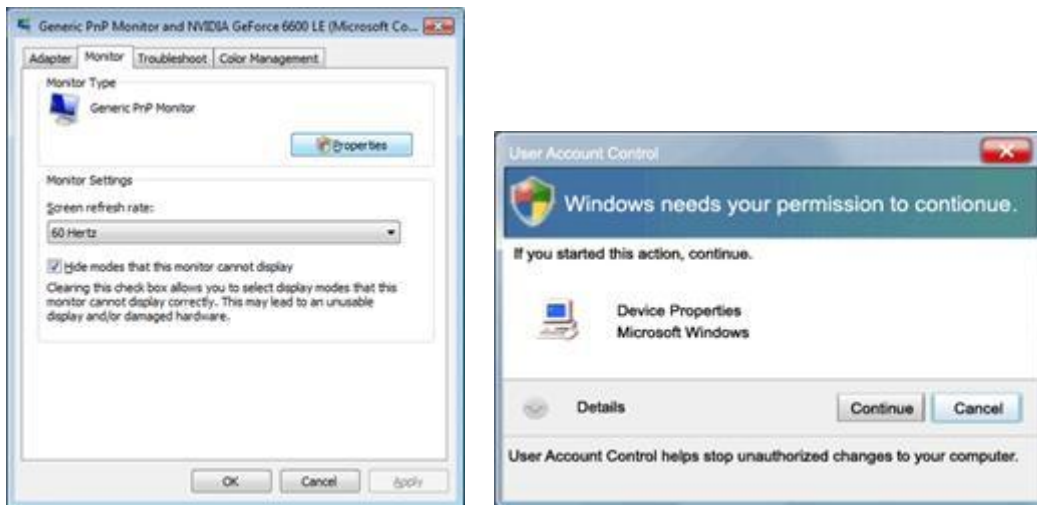 Generic PnP Monitor and NVIDIA GeForce 6600 LE (Microsoft Co...
Adapter Monitor Troubleshoot Color Management
Monitor Type
Generic PnP Monitor
Properties
Monitor Settings
Screen refresh rate:
60 Hertz
Hide modes that this monitor cannot display
Clearing this check box allows you to select display modes that this
monitor cannot display correctly. This may lead to an unusable
display and/or damaged hardware.
OK Cancel Apply
User Account Control
Windows needs your permission to contionue.
If you started this action, continue.
Device Properties
Microsoft Windows
Details Continue Cancel
User Account Control helps stop unauthorized changes to your computer.